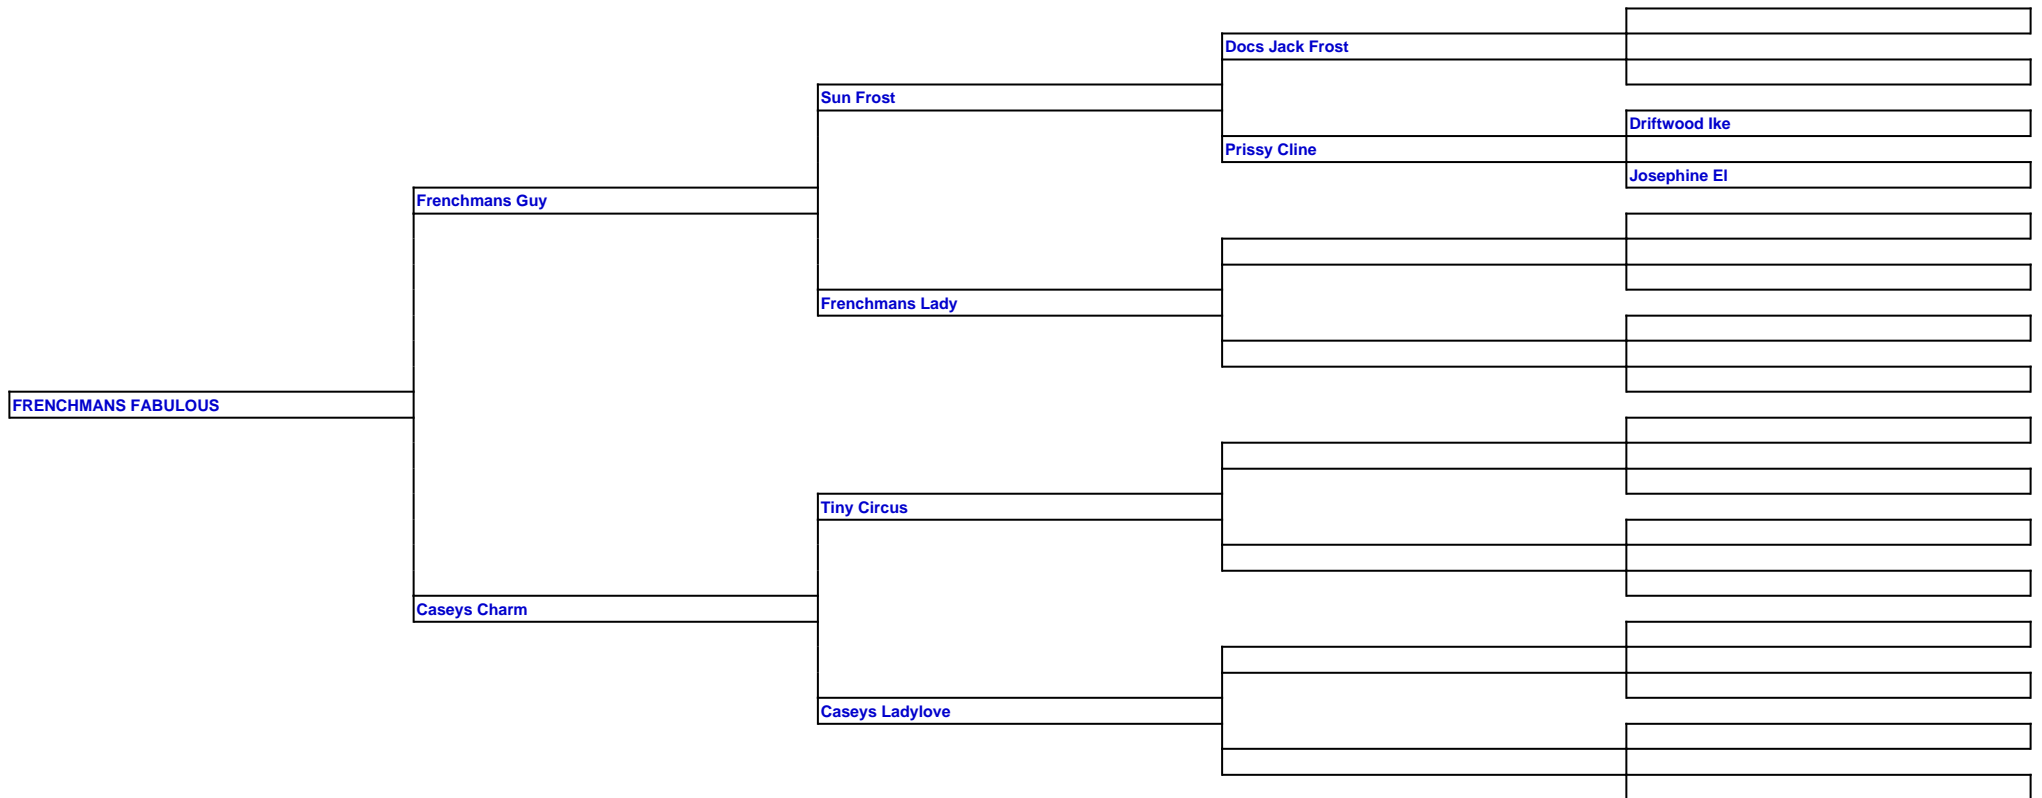 Docs Jack Frost
Sun Frost
Driftwood Ike
Prissy Cline
Josephine El
Frenchmans Guy
Frenchmans Lady
FRENCHMANS FABULOUS
Tiny Circus
Caseys Charm
Caseys Ladylove